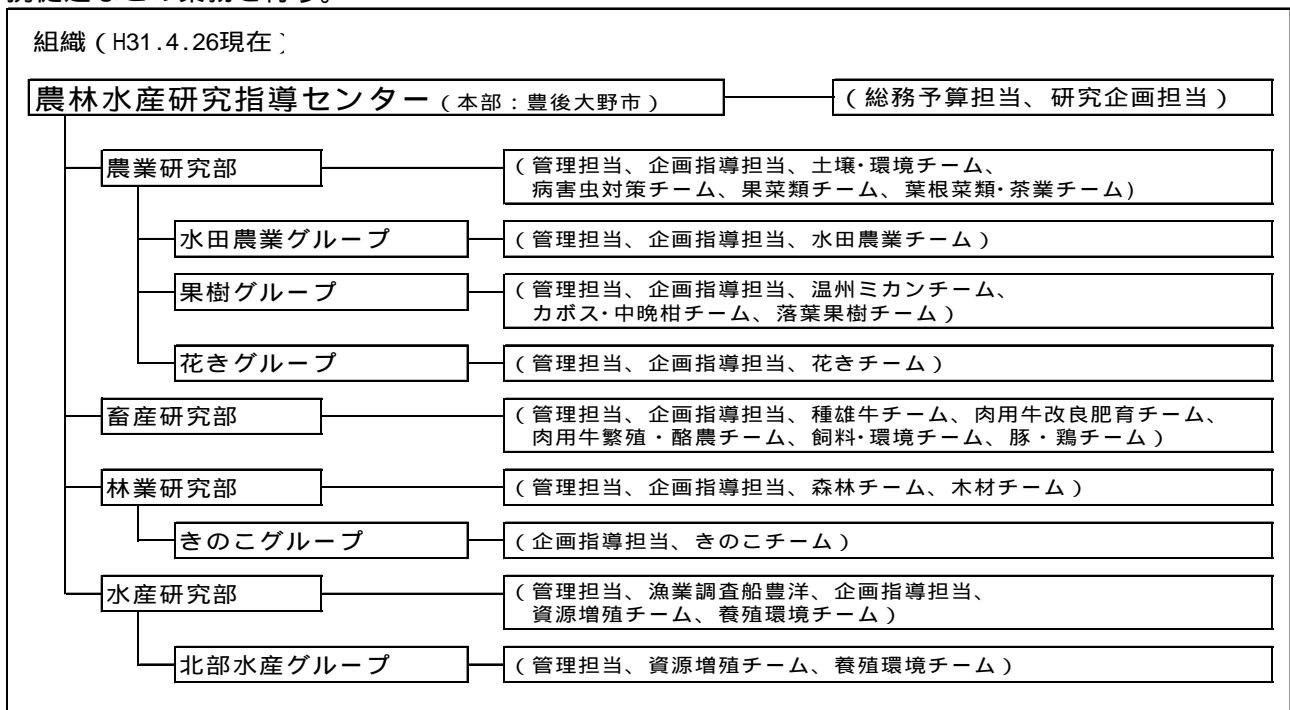 組織（H31.4.26現在）
農林水産研究指導センター（本部：豊後大野市）
（総務予算担当、研究企画担当）
農業研究部
（管理担当、企画指導担当、土壌･環境チーム、
病害虫対策チーム、果菜類チーム、葉根菜類･茶業チーム）
水田農業グループ
（管理担当、企画指導担当、水田農業チーム）
果樹グループ
（管理担当、企画指導担当、温州ミカンチーム、
カボス･中晩柑チーム、落葉果樹チーム）
花きグループ
（管理担当、企画指導担当、花きチーム）
畜産研究部
（管理担当、企画指導担当、種雄牛チーム、肉用牛改良肥育チーム、
肉用牛繁殖・酪農チーム、飼料･環境チーム、豚・鶏チーム）
林業研究部
（管理担当、企画指導担当、森林チーム、木材チーム）
きのこグループ
（企画指導担当、きのこチーム）
水産研究部
（管理担当、漁業調査船豊洋、企画指導担当、
資源増殖チーム、養殖環境チーム）
北部水産グループ
（管理担当、資源増殖チーム、養殖環境チーム）